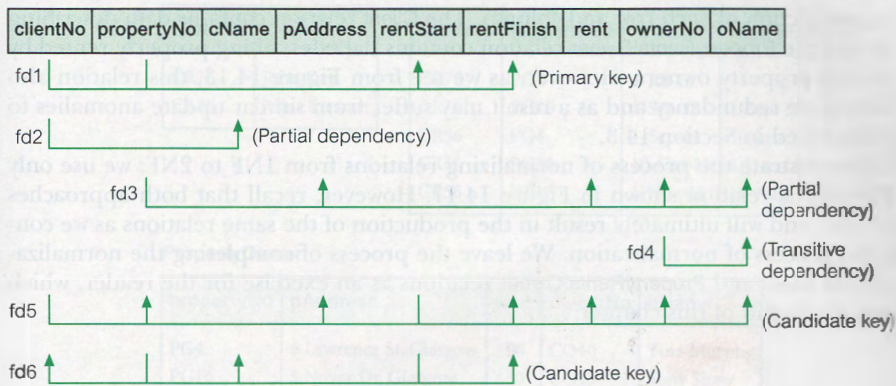 clientNo propertyNo cName pAddress rentStart rentFinish rent ownerNo oName
fd1 (Primary key)
fd2 (Partial dependency)
fd3 (Partial
dependency)
fd4 (Transitive
dependency)
fd5 (Candidate key)
fd6 (Candidate key)